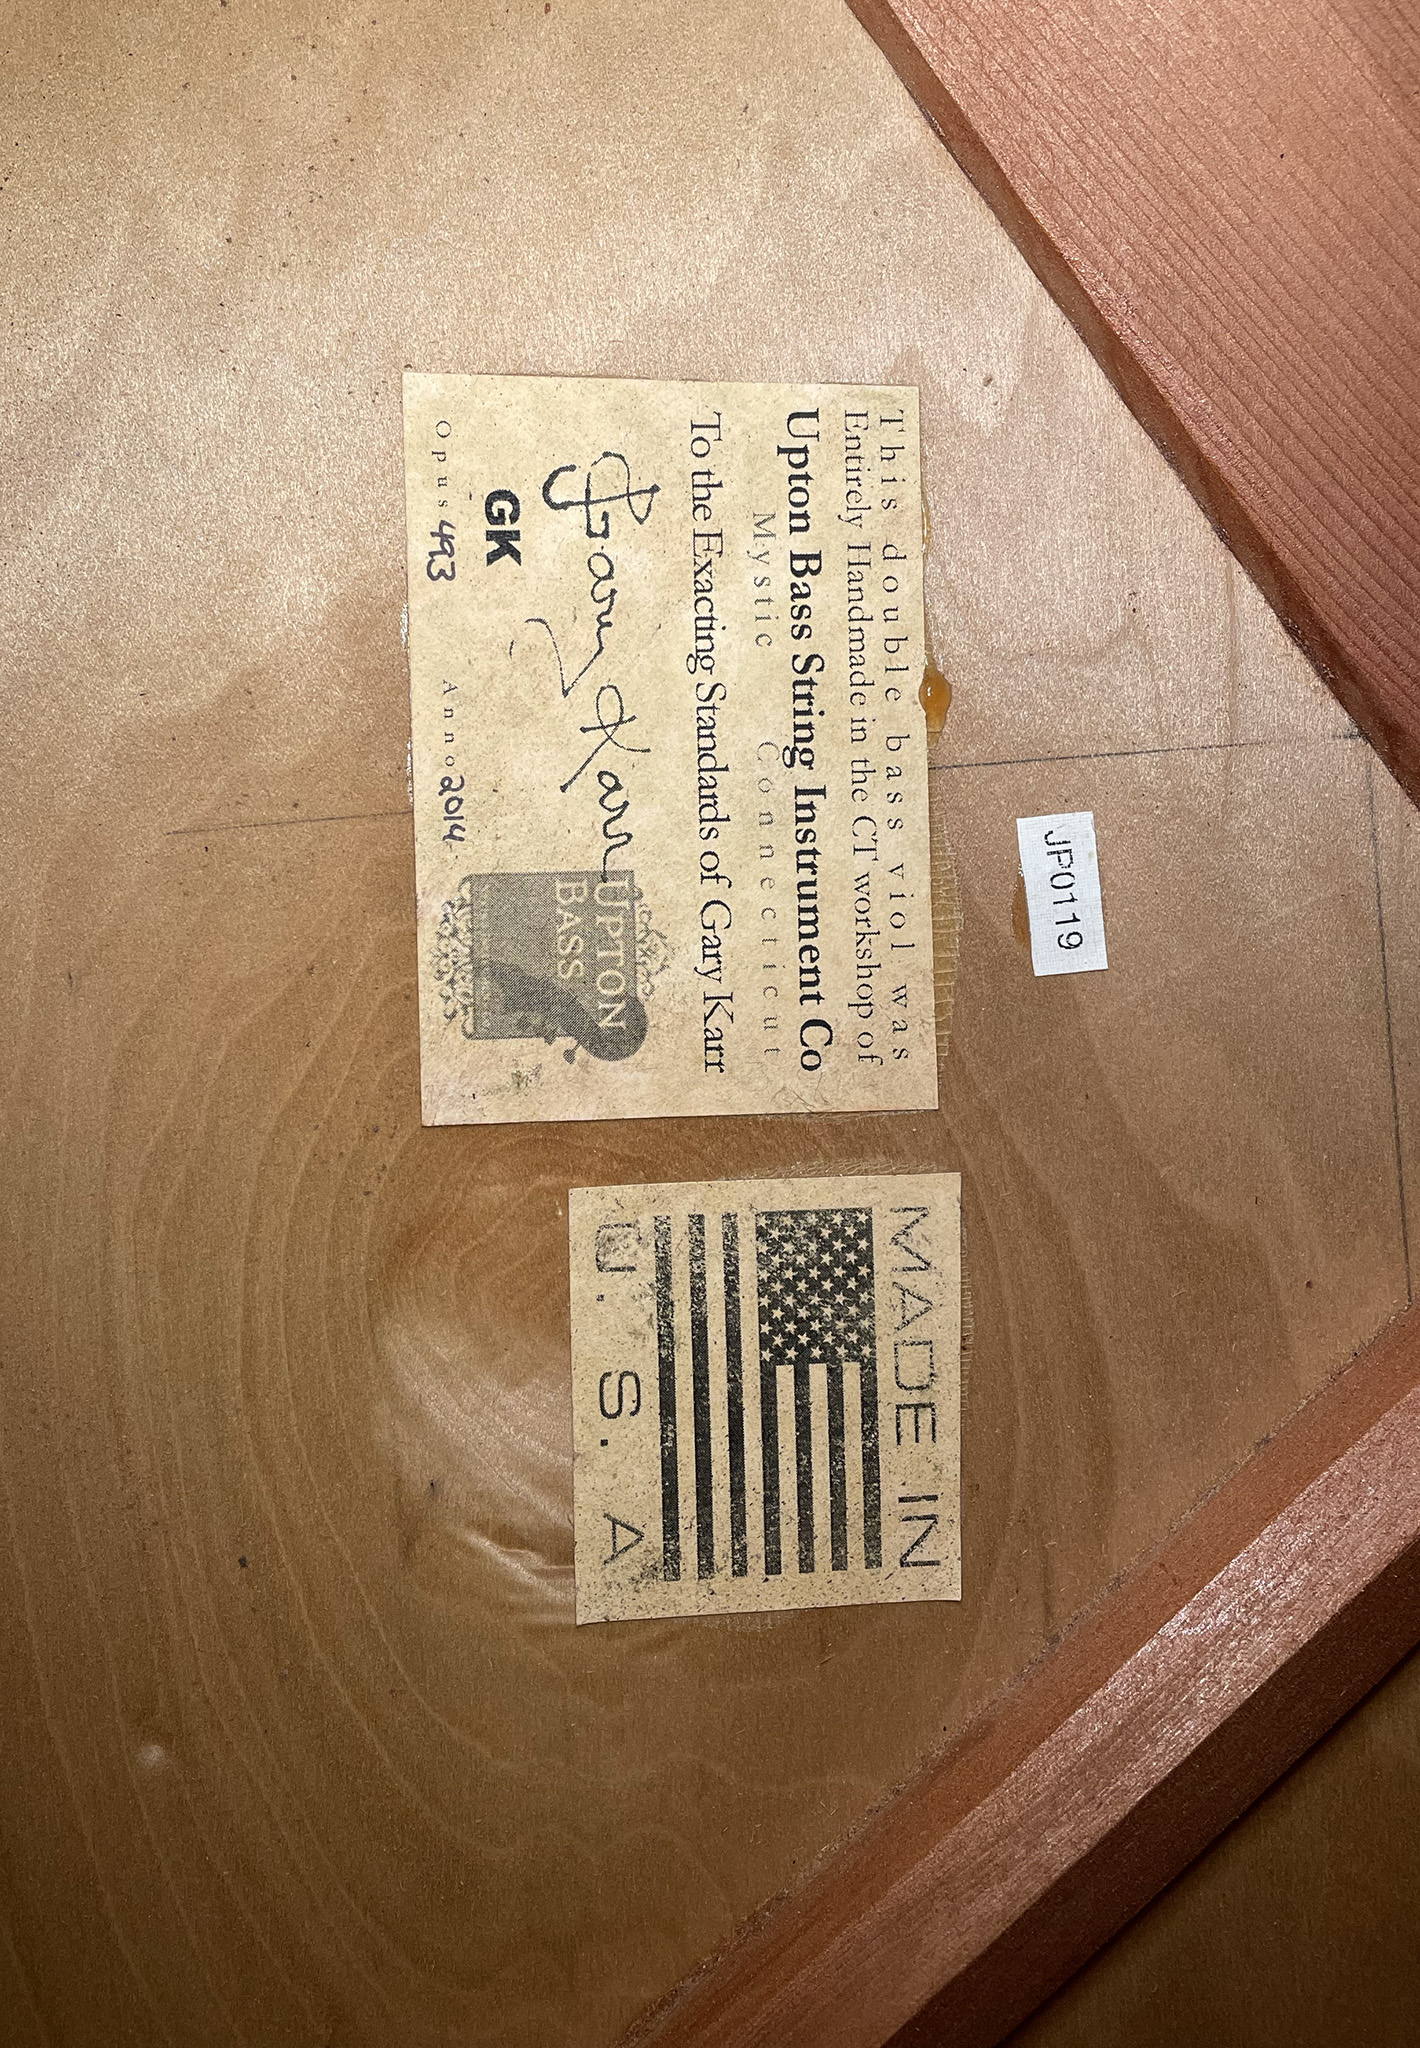 This double bass viol was
Entirely Handmade in the CT workshop of
Upton Bass String Instrument Co
Mystic Connecticut
To the Exacting Standards of Gary Karr
Gary Karr
GK
UPTON
BASS
Opus 493 Anno 2014
JP0119
MADE IN
U. S. A